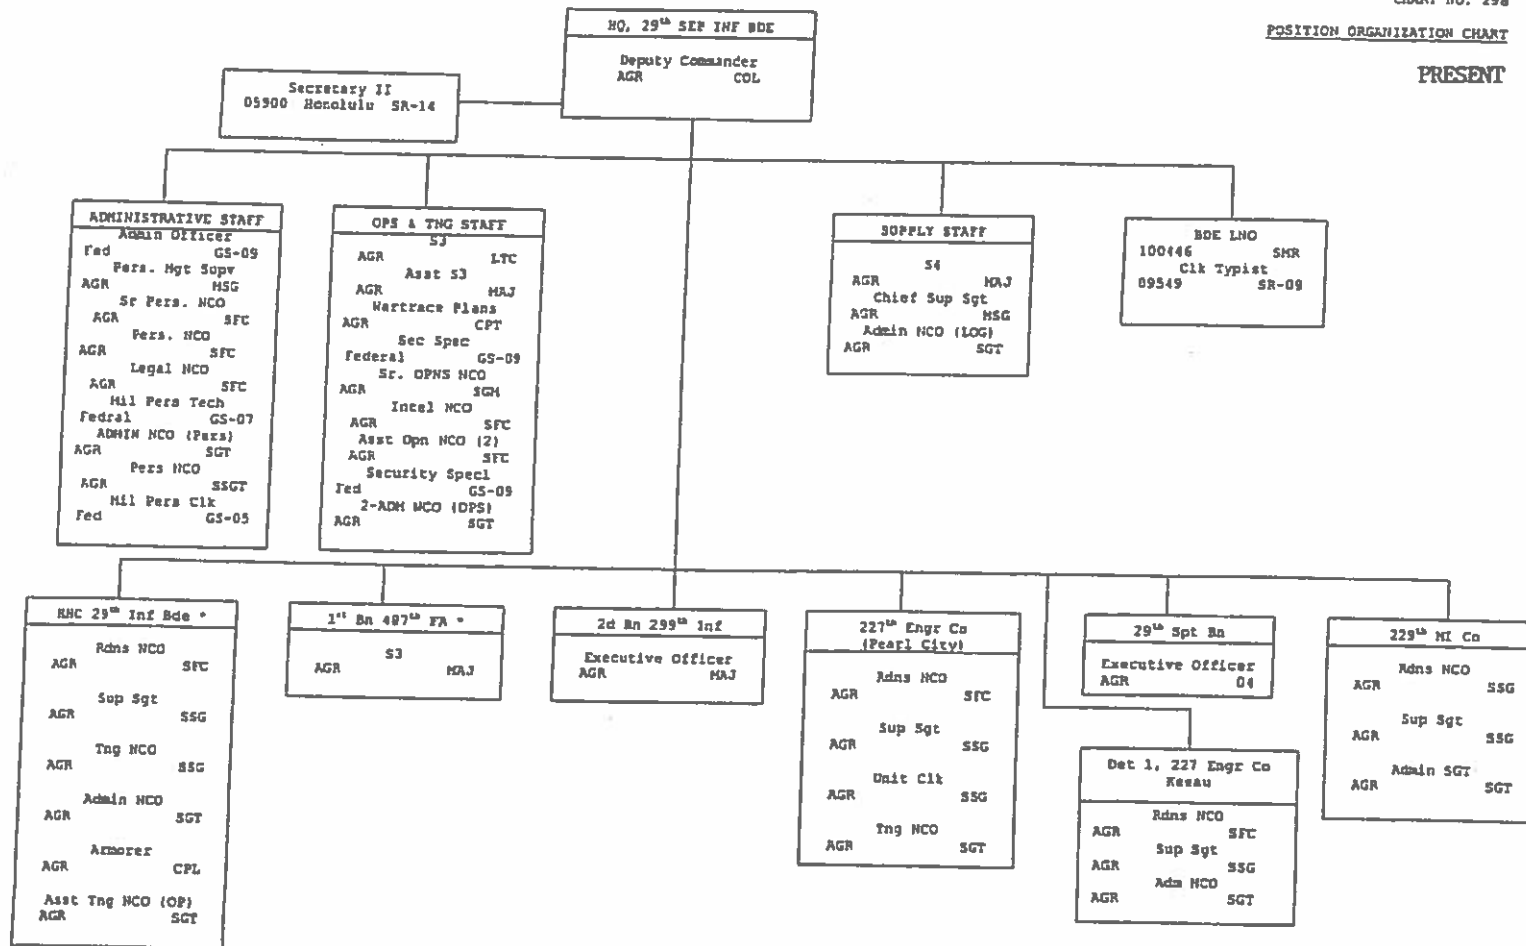 CHART NO. 29a
POSITION ORGANIZATION CHART
PRESENT
HQ, 29th SEP INF BDE
Deputy Commander
AGR COL
Secretary II
05900 Honolulu SR-14
ADMINISTRATIVE STAFF
Admin Officer
Fed GS-09
Pers. Mgt Supv
AGR MSG
Sr Pers. NCO
AGR SFC
Pers. NCO
AGR SFC
Legal NCO
AGR SFC
Mil Pers Tech
Fedral GS-07
ADMIN NCO (Pers)
AGR SGT
Pers NCO
AGR SSGT
Mil Pers Clk
Fed GS-05
OPS & TNG STAFF
S3
AGR LTC
Asst S3
AGR MAJ
Wartrace Plans
AGR CPT
Sec Spec
Federal GS-09
Sr. OPNS NCO
AGR SGM
Intel NCO
AGR SFC
Asst Opn NCO (2)
AGR SFC
Security Specl
Fed GS-09
2-ADM NCO (OPS)
AGR SGT
SUPPLY STAFF
S4
AGR MAJ
Chief Sup Sgt
AGR MSG
Admin NCO (LOG)
AGR SGT
BDE LNO
100446 SMR
Clk Typist
09549 SR-09
HHC 29th Inf Bde *
Rdns NCO
AGR SFC
Sup Sgt
AGR SSG
Tng NCO
AGR SSG
Admin NCO
AGR SGT
Armorer
AGR CPL
Asst Tng NCO (OP)
AGR SGT
1st Bn 487th FA *
S3
AGR MAJ
2d Bn 299th Inf
Executive Officer
AGR MAJ
227th Engr Co
(Pearl City)
Rdns NCO
AGR SFC
Sup Sgt
AGR SSG
Unit Clk
AGR SSG
Tng NCO
AGR SGT
29th Spt Bn
Executive Officer
AGR O4
Det 1, 227 Engr Co
Keaau
Rdns NCO
AGR SFC
Sup Sgt
AGR SSG
Adm NCO
AGR SGT
229th MI Co
Rdns NCO
AGR SSG
Sup Sgt
AGR SSG
Admin SGT
AGR SGT